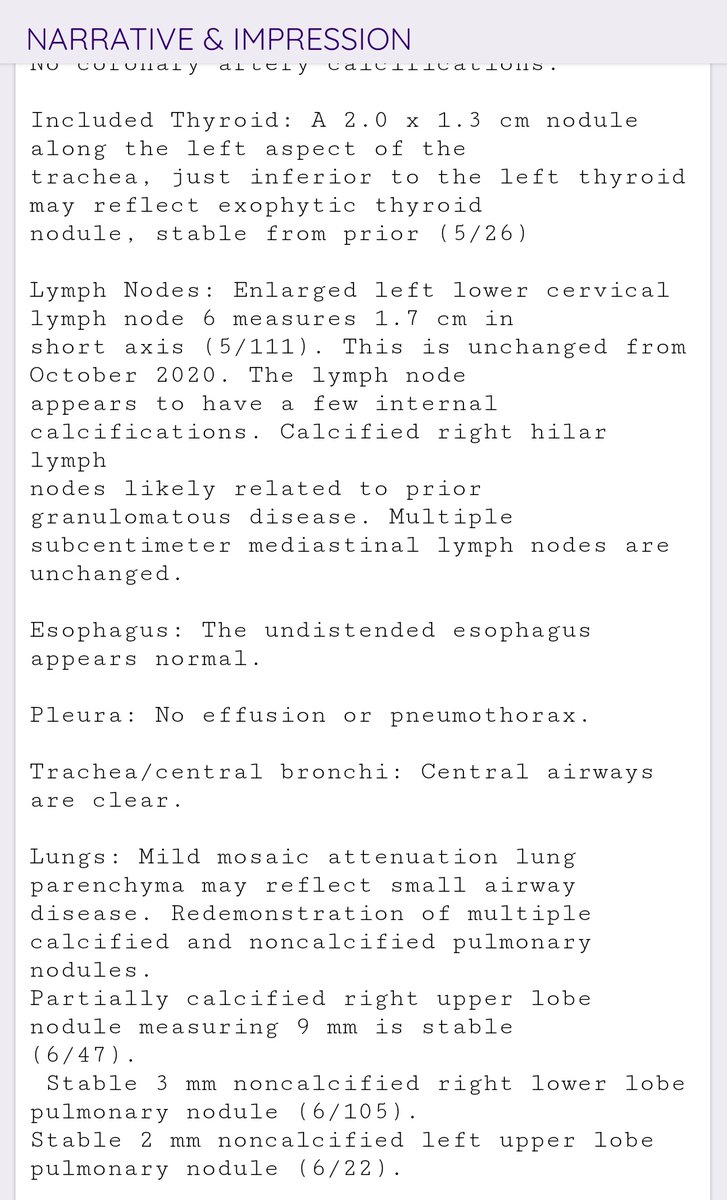 NARRATIVE & IMPRESSION
No coronary artery calcifications.
Included Thyroid: A 2.0 x 1.3 cm nodule
along the left aspect of the
trachea, just inferior to the left thyroid
may reflect exophytic thyroid
nodule, stable from prior (5/26)
Lymph Nodes: Enlarged left lower cervical
lymph node 6 measures 1.7 cm in
short axis (5/111). This is unchanged from
October 2020. The lymph node
appears to have a few internal
calcifications. Calcified right hilar
lymph
nodes likely related to prior
granulomatous disease. Multiple
subcentimeter mediastinal lymph nodes are
unchanged.
Esophagus: The undistended esophagus
appears normal.
Pleura: No effusion or pneumothorax.
Trachea/central bronchi: Central airways
are clear.
Lungs: Mild mosaic attenuation lung
parenchyma may reflect small airway
disease. Redemonstration of multiple
calcified and noncalcified pulmonary
nodules.
Partially calcified right upper lobe
nodule measuring 9 mm is stable
(6/47).
Stable 3 mm noncalcified right lower lobe
pulmonary nodule (6/105).
Stable 2 mm noncalcified left upper lobe
pulmonary nodule (6/22).